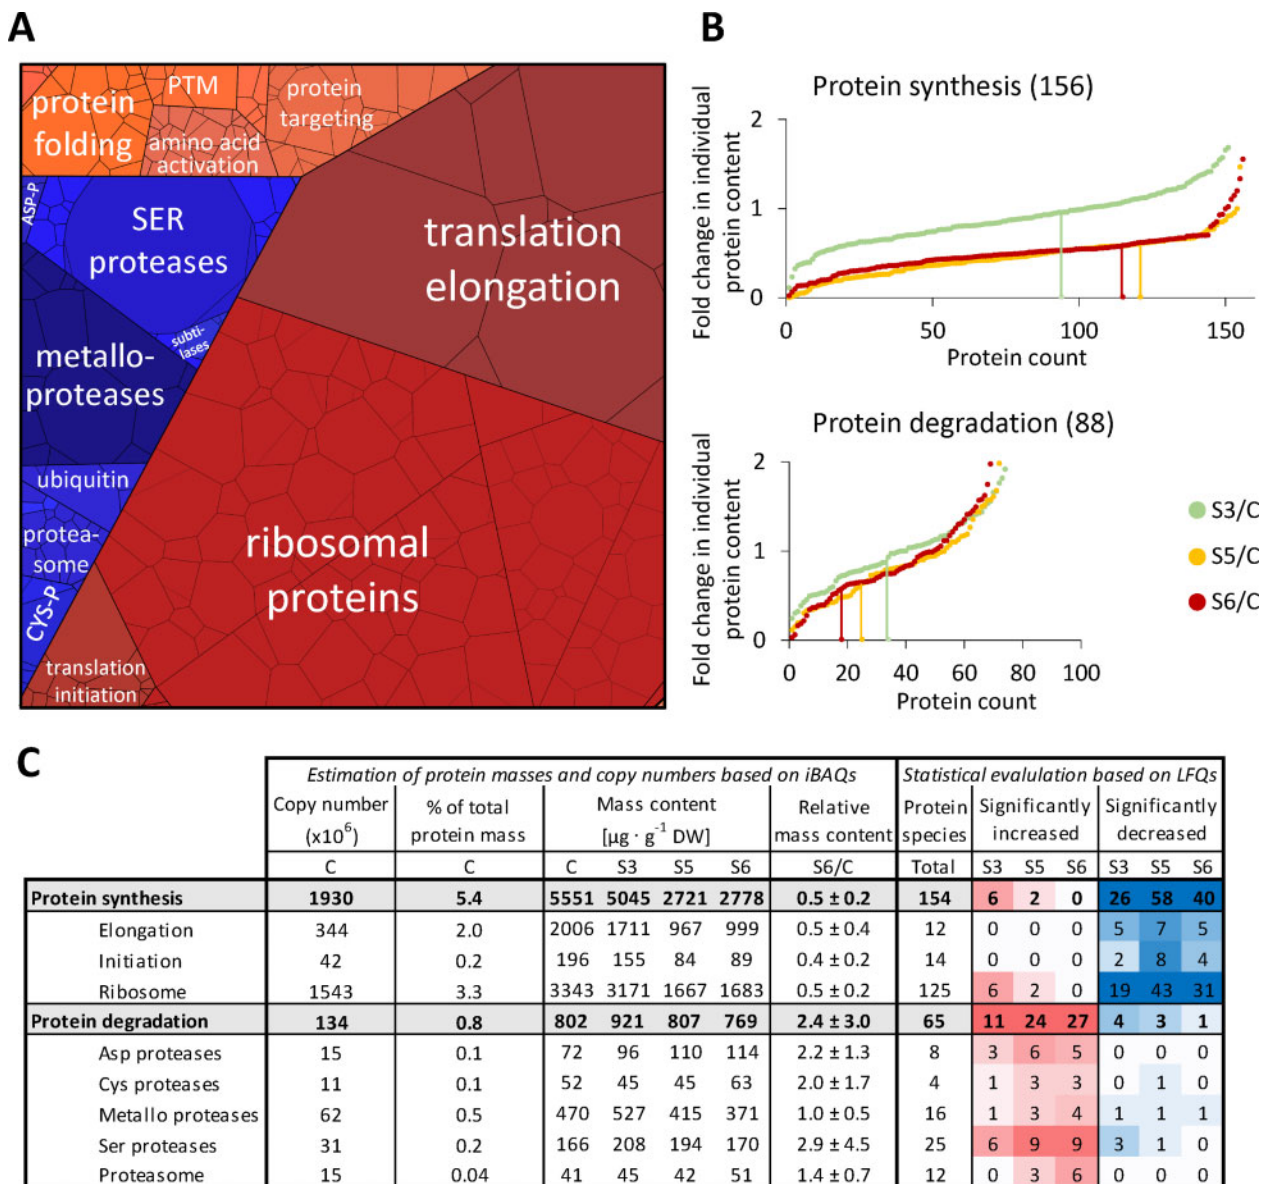 A
protein
folding
PTM
amino acid
activation
protein
targeting
ASP-P
SER
proteases
translation
elongation
subti-
lases
metallo-
proteases
ubiquitin
protea-
some
CYS-P
ribosomal
proteins
translation
initiation
B
Protein synthesis (156)
Fold change in individual
protein content
2
1
0
0 50 100 150
Protein count
Protein degradation (88)
Fold change in individual
protein content
2
1
0
0 20 40 60 80 100
Protein count
S3/C
S5/C
S6/C
C
Estimation of protein masses and copy numbers based on iBAQs Statistical evalulation based on LFQs
Copy number % of total Mass content Relative Protein Significantly Significantly
(x10⁶) protein mass [µg · g⁻¹ DW] mass content species increased decreased
C C C S3 S5 S6 S6/C Total S3 S5 S6 S3 S5 S6
Protein synthesis 1930 5.4 5551 5045 2721 2778 0.5 ± 0.2 154 6 2 0 26 58 40
Elongation 344 2.0 2006 1711 967 999 0.5 ± 0.4 12 0 0 0 5 7 5
Initiation 42 0.2 196 155 84 89 0.4 ± 0.2 14 0 0 0 2 8 4
Ribosome 1543 3.3 3343 3171 1667 1683 0.5 ± 0.2 125 6 2 0 19 43 31
Protein degradation 134 0.8 802 921 807 769 2.4 ± 3.0 65 11 24 27 4 3 1
Asp proteases 15 0.1 72 96 110 114 2.2 ± 1.3 8 3 6 5 0 0 0
Cys proteases 11 0.1 52 45 45 63 2.0 ± 1.7 4 1 3 3 0 1 0
Metallo proteases 62 0.5 470 527 415 371 1.0 ± 0.5 16 1 3 4 1 1 1
Ser proteases 31 0.2 166 208 194 170 2.9 ± 4.5 25 6 9 9 3 1 0
Proteasome 15 0.04 41 45 42 51 1.4 ± 0.7 12 0 3 6 0 0 0